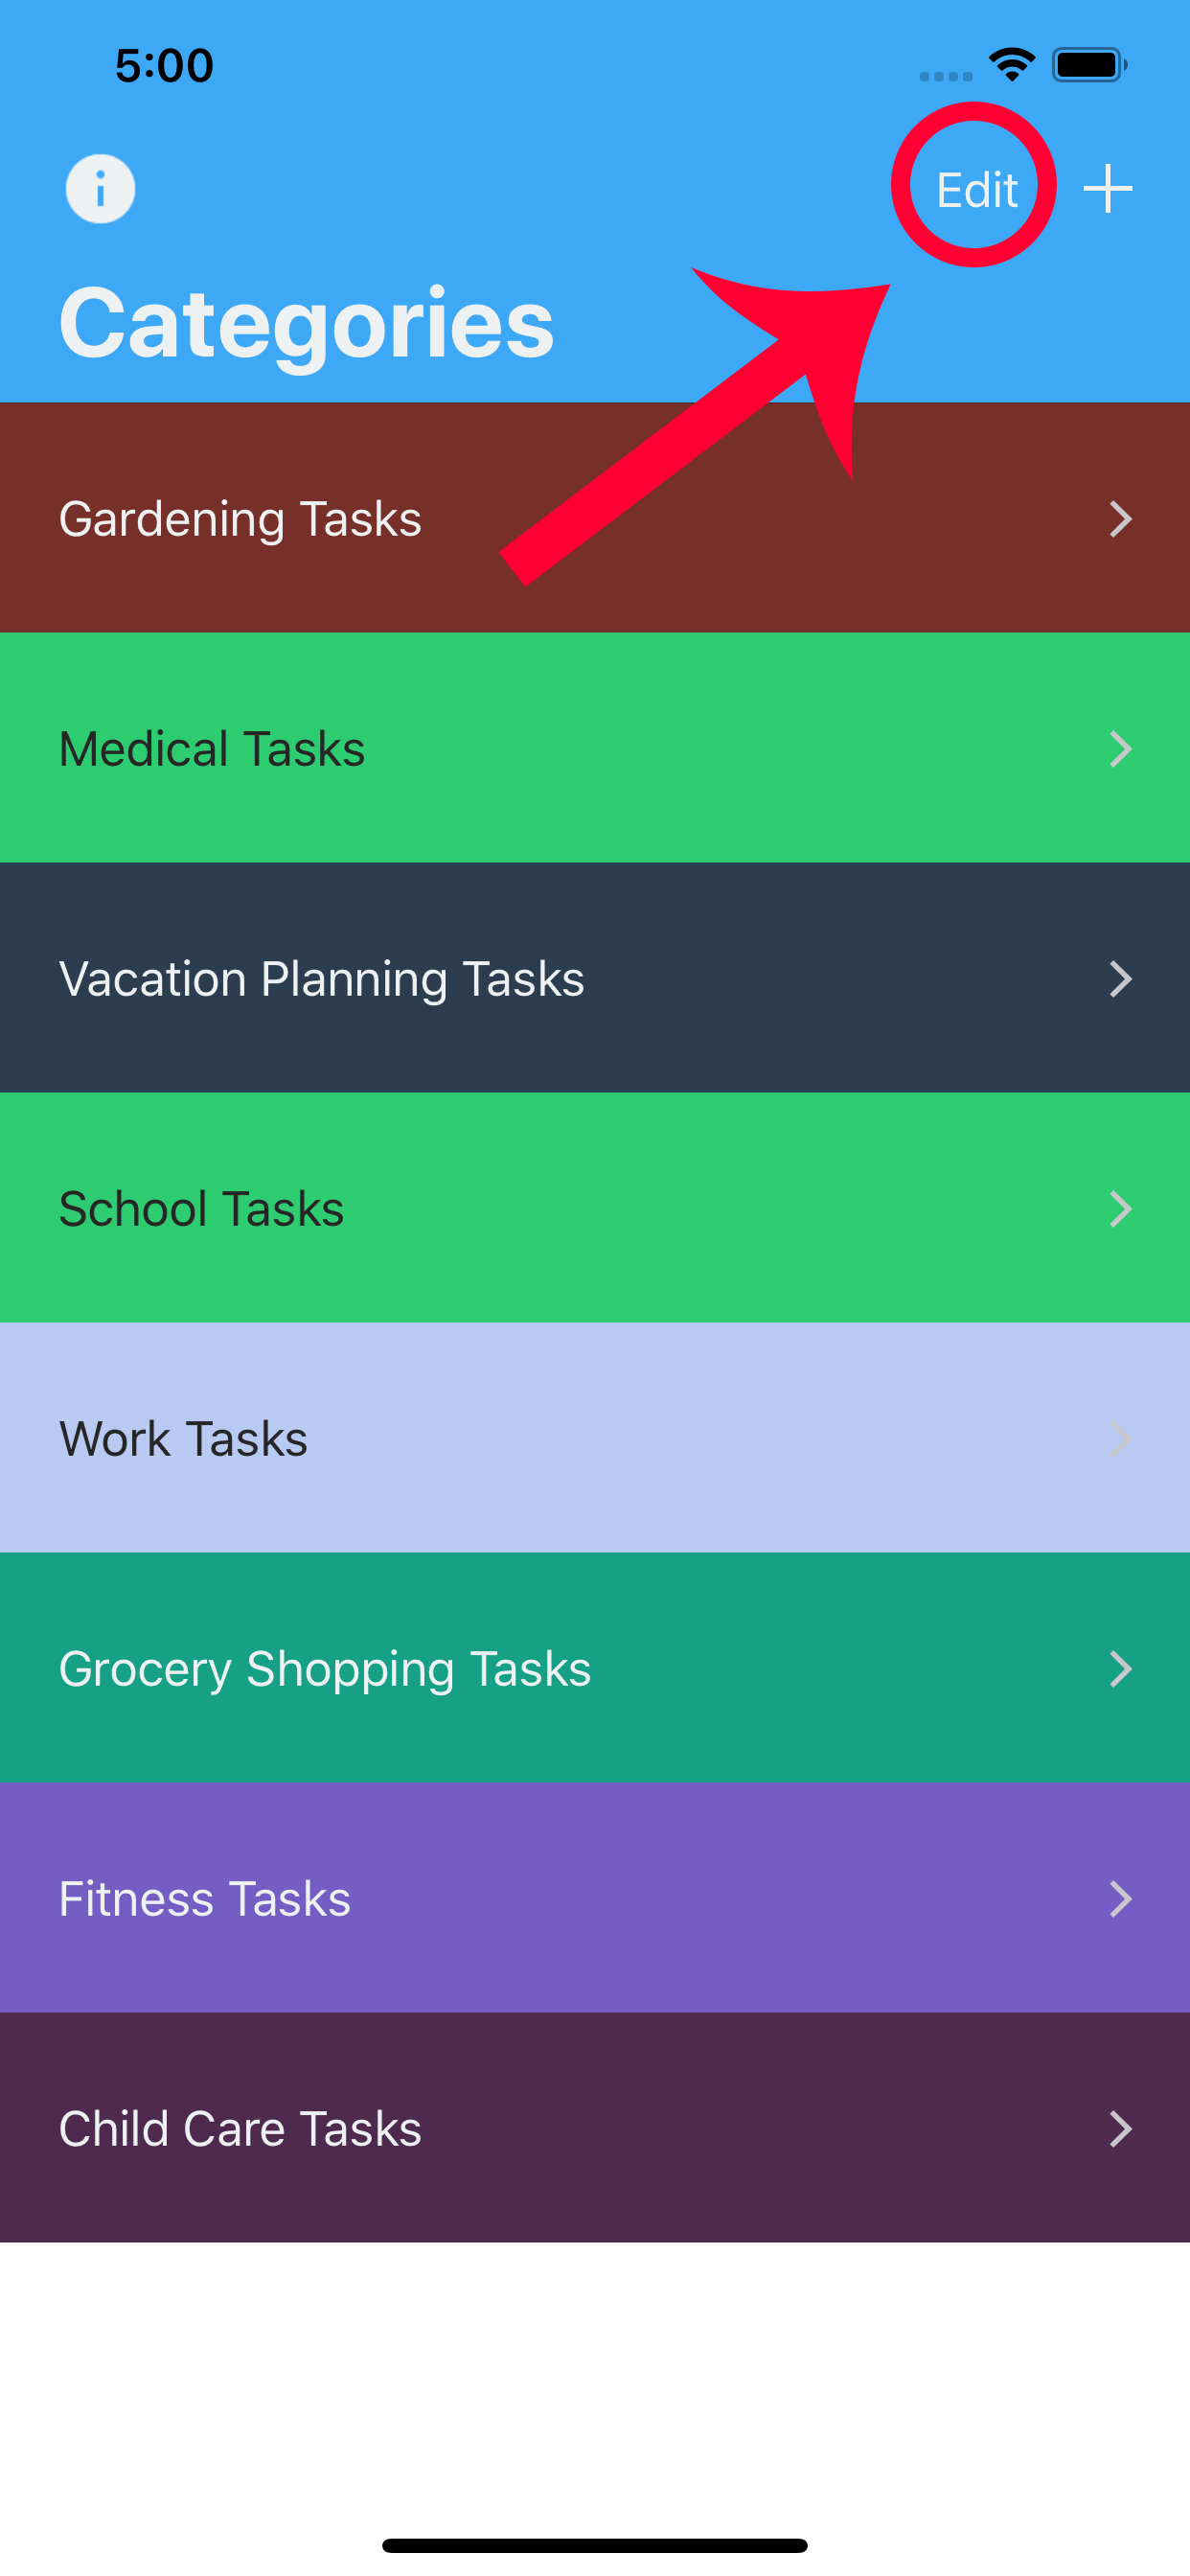 5:00
i
Edit +
Categories
Gardening Tasks
Medical Tasks
Vacation Planning Tasks
School Tasks
Work Tasks
Grocery Shopping Tasks
Fitness Tasks
Child Care Tasks